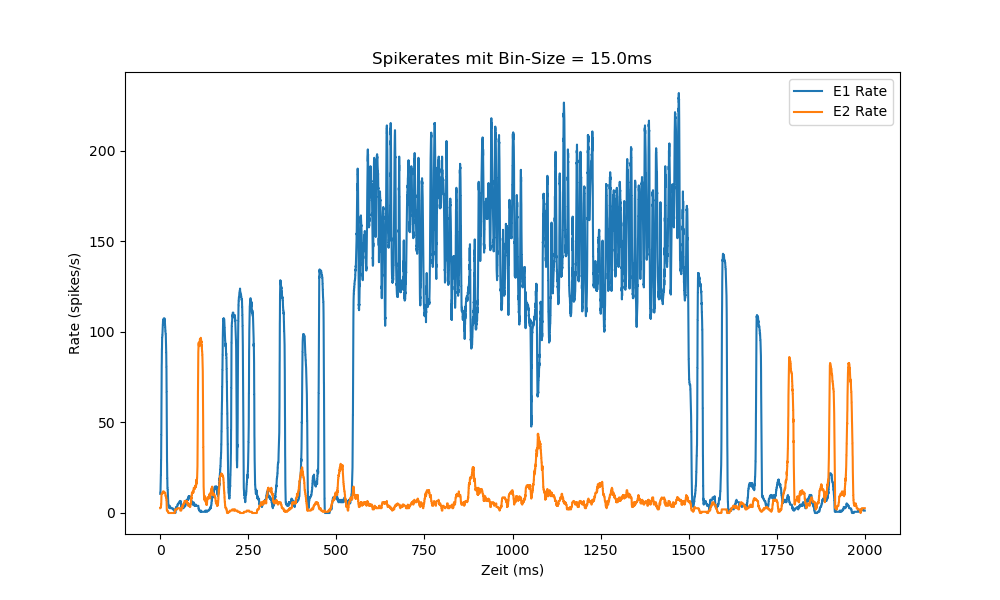 Spikerates mit Bin-Size = 15.0ms
E1 Rate
E2 Rate
Rate (spikes/s)
200
150
100
50
0
0 250 500 750 1000 1250 1500 1750 2000
Zeit (ms)